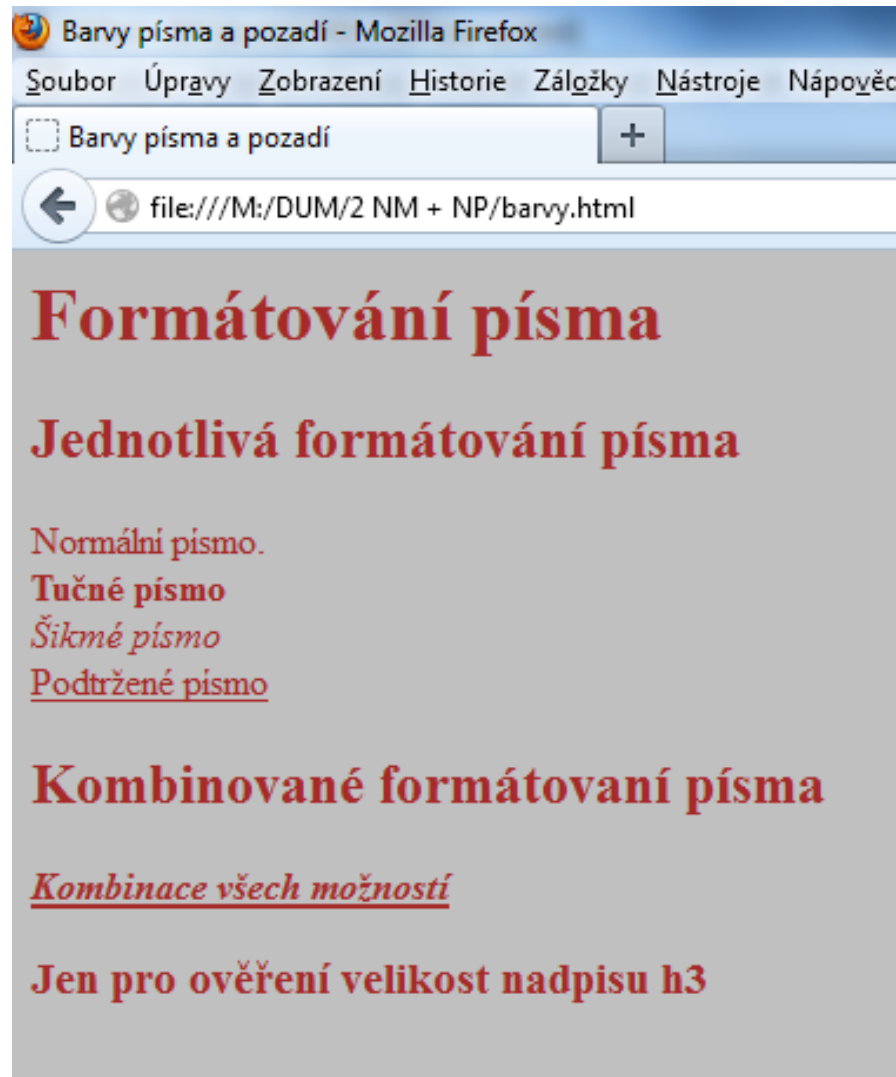 Barvy písma a pozadí - Mozilla Firefox
Soubor Úpravy Zobrazení Historie Záložky Nástroje Nápověd
Barvy písma a pozadí +
file:///M:/DUM/2 NM + NP/barvy.html
Formátování písma
Jednotlivá formátování písma
Normální písmo.
Tučné písmo
Šikmé písmo
Podtržené písmo
Kombinované formátovaní písma
Kombinace všech možností
Jen pro ověření velikost nadpisu h3